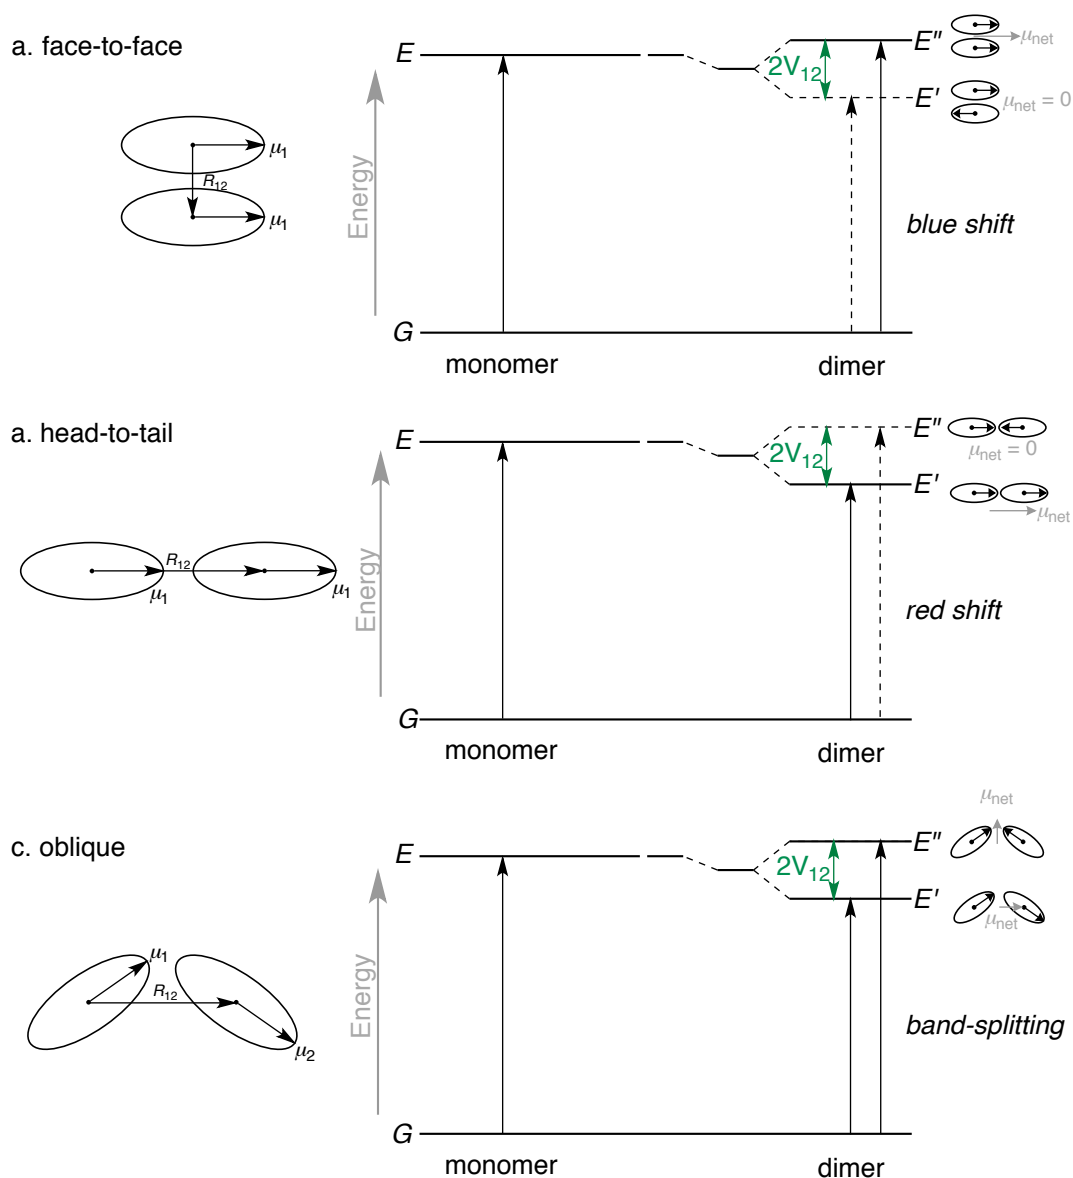 a. face-to-face
E
2V12
E"
μnet
E'
μnet = 0
μ1
R12
μ1
Energy
blue shift
G
monomer
dimer
a. head-to-tail
E
2V12
E"
μnet = 0
E'
μnet
R12
μ1
μ1
Energy
red shift
G
monomer
dimer
c. oblique
μnet
E
2V12
E"
E'
μnet
μ1
R12
μ2
Energy
band-splitting
G
monomer
dimer